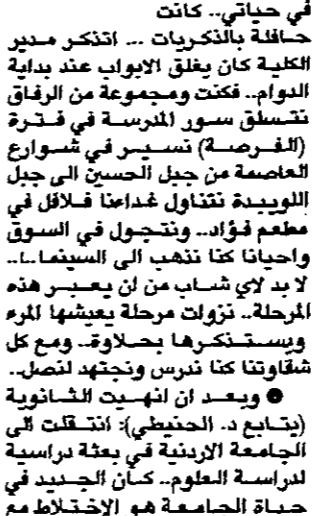 في حياتي.. كانت
حافلة بالذكريات ... اتذكر مدير
الكلية كان يغلق الابواب عند بداية
الدوام.. فكنت ومجموعة من الرفاق
نتسلق سور المدرسة في فترة
(الفرصة) نسير في شوارع
العاصمة من جبل الحسين الى جبل
اللويبدة نتناول غداءنا فلافل في
مطعم فؤاد.. ونتجول في السوق
واحيانا كنا نذهب الى السينما..!..
لا بد لاي شاب من ان يعبر هذه
المرحلة.. نزوات مرحلة يعيشها المرء
ويستذكرها بحلاوة.. ومع كل
شقاوتنا كنا ندرس ونجتهد لنصل..
● وبعد ان انهيت الثانوية
(يتابع د. الحنيطي): انتقلت الى
الجامعة الاردنية في بعثة دراسية
لدراسة العلوم.. كان الجديد في
حياة الجامعة هو الاختلاط مع